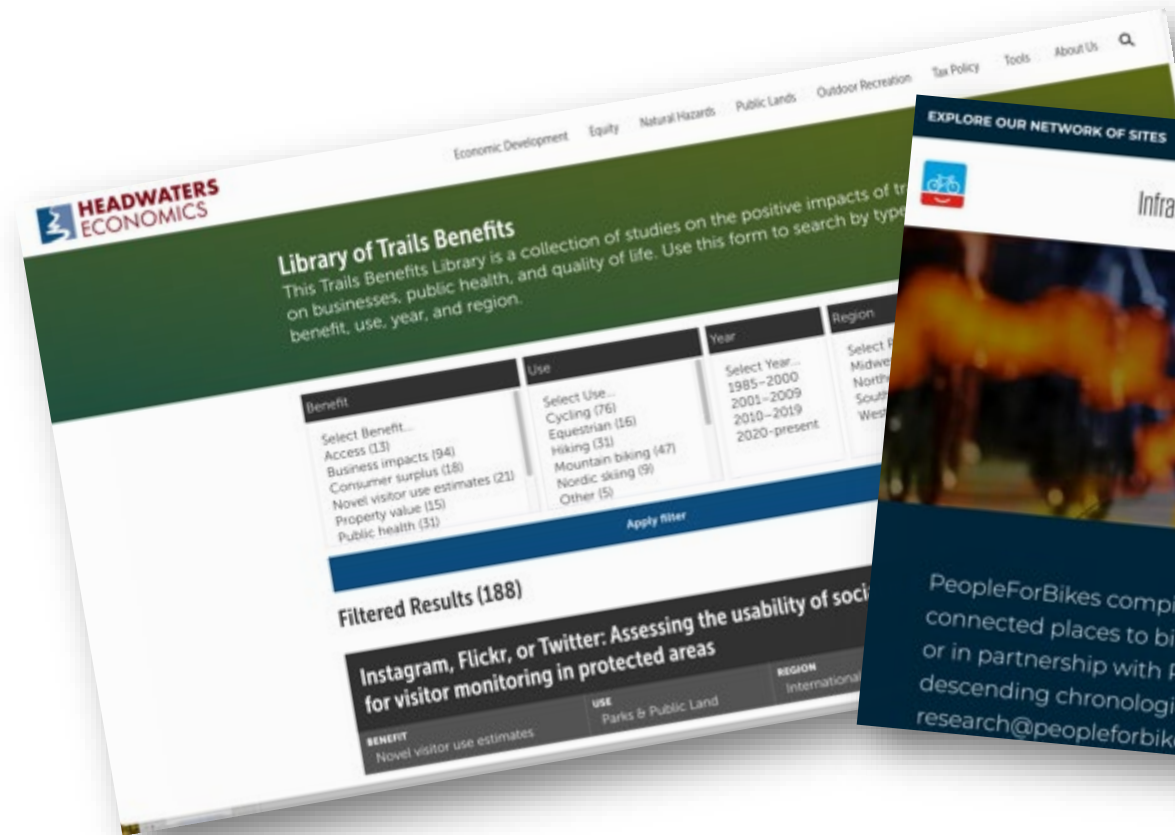 Economic Development Equity Natural Hazards Public Lands Outdoor Recreation Tax Policy Tools About Us
HEADWATERS
ECONOMICS
Library of Trails Benefits
This Trails Benefits Library is a collection of studies on the positive impacts of tr
on businesses, public health, and quality of life. Use this form to search by type
benefit, use, year, and region.
Benefit
Select Benefit...
Access (13)
Business impacts (94)
Consumer surplus (18)
Novel visitor use estimates (21)
Property value (15)
Public health (31)
Use
Select Use...
Cycling (76)
Equestrian (16)
Hiking (31)
Mountain biking (47)
Nordic skiing (9)
Other (5)
Year
Select Year...
1985–2000
2001–2009
2010–2019
2020-present
Region
Select
Midwe
North
South
West
Apply filter
Filtered Results (188)
Instagram, Flickr, or Twitter: Assessing the usability of soci
for visitor monitoring in protected areas
BENEFIT
Novel visitor use estimates
USE
Parks & Public Land
REGION
International
EXPLORE OUR NETWORK OF SITES
Infra
PeopleForBikes compi
connected places to b
or in partnership with
descending chronologi
research@peopleforbik